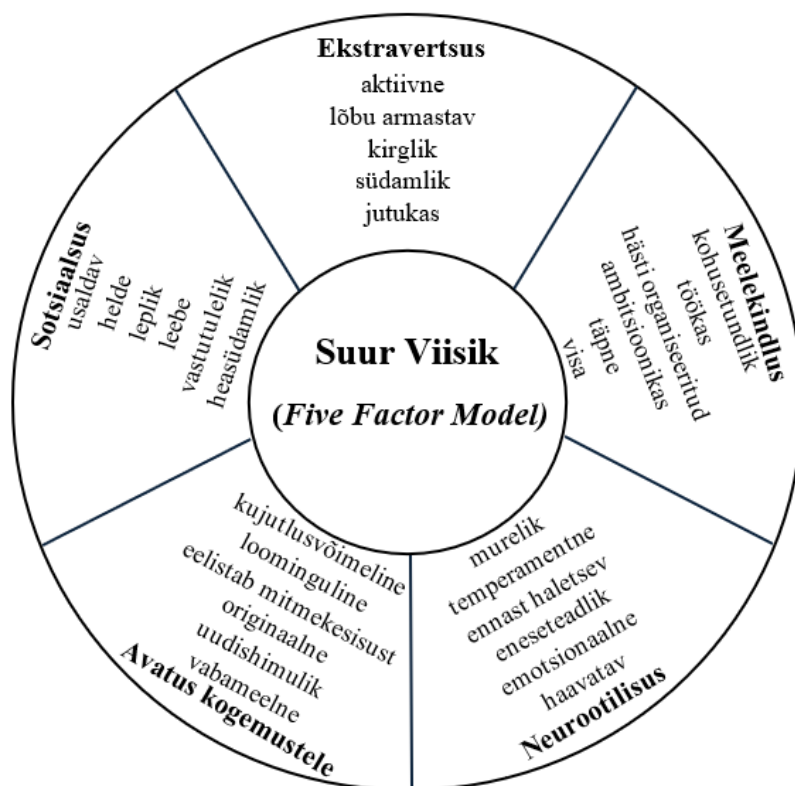 Ekstravertsus
aktiivne
lõbu armastav
kirglik
südamlik
jutukas
Meelekindlus
kohusetundlik
töökas
hästi organiseeritud
ambitsioonikas
täpne
visa
Sotsiaalsus
usaldav
helde
leplik
leebe
vastutulelik
heasüdamlik
Suur Viisik
(Five Factor Model)
kujutlusvõimeline
loominguline
eelistab mitmekesisust
originaalne
uudishimulik
vabameelne
Avatus kogemustele
murelik
temperamentne
ennast haletsev
eneseteadlik
emotsionaalne
haavatav
Neurootilisus